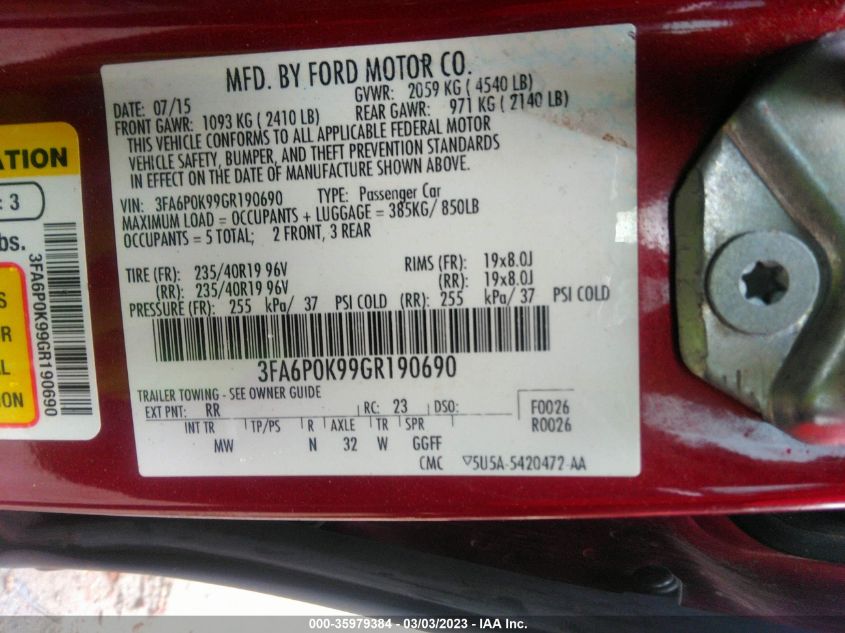 MFD. BY FORD MOTOR CO.
DATE: 07/15 GVWR: 2059 KG ( 4540 LB)
FRONT GAWR: 1093 KG ( 2410 LB) REAR GAWR: 971 KG ( 2140 LB)
THIS VEHICLE CONFORMS TO ALL APPLICABLE FEDERAL MOTOR
VEHICLE SAFETY, BUMPER, AND THEFT PREVENTION STANDARDS
IN EFFECT ON THE DATE OF MANUFACTURE SHOWN ABOVE.
VIN: 3FA6P0K99GR190690 TYPE: Passenger Car
MAXIMUM LOAD = OCCUPANTS + LUGGAGE = 385KG/ 850LB
OCCUPANTS = 5 TOTAL; 2 FRONT, 3 REAR
TIRE (FR): 235/40R19 96V RIMS (FR): 19x8.0J
(RR): 235/40R19 96V (RR): 19x8.0J
PRESSURE (FR): 255 kPa/ 37 PSI COLD (RR): 255 kPa/ 37 PSI COLD
3FA6P0K99GR190690
TRAILER TOWING - SEE OWNER GUIDE
EXT PNT: RR RC: 23 DSO: F0026
INT TR TP/PS R AXLE TR SPR R0026
MW N 32 W GGFF
CMC ▽5U5A-5420472-AA
ATION
: 3
bs.
S
OR
AL
ION
3FA6P0K99GR190690
000-35979384 - 03/03/2023 - IAA Inc.